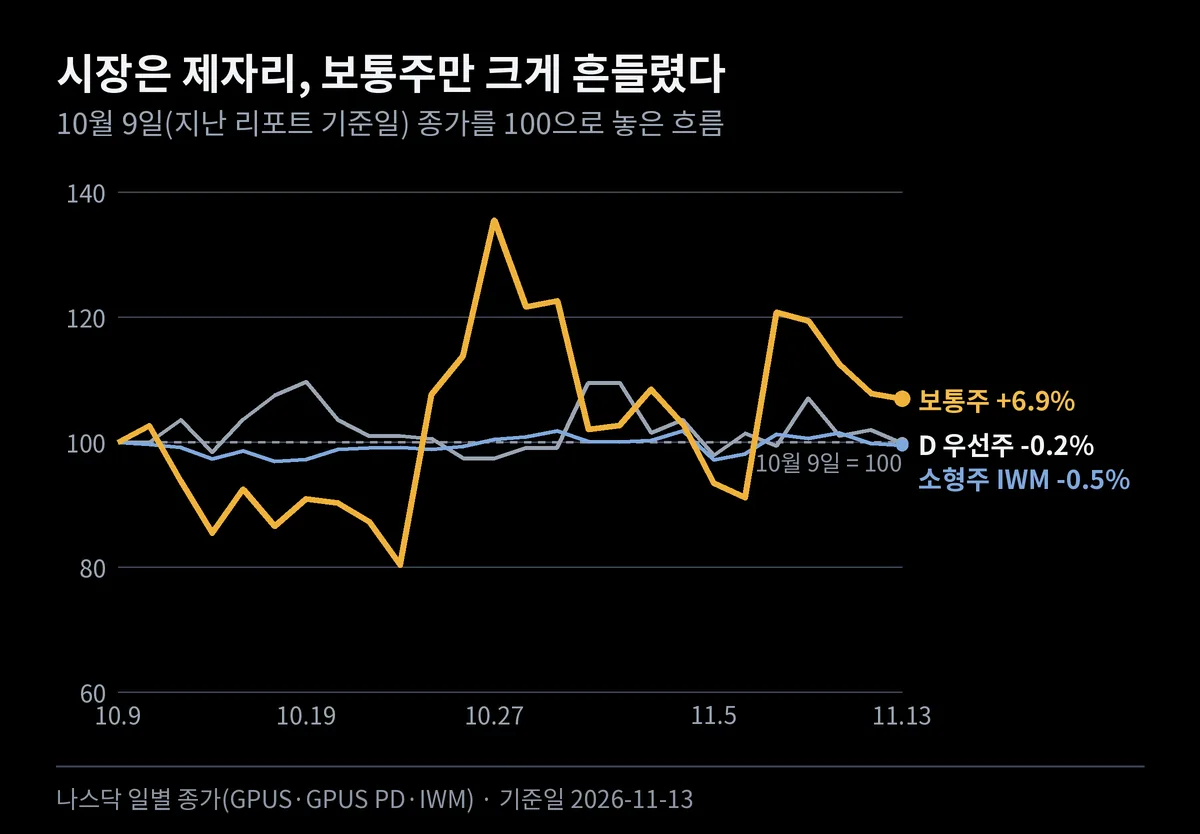 시장은 제자리, 보통주만 크게 흔들렸다
10월 9일(지난 리포트 기준일) 종가를 100으로 놓은 흐름
140
120
100
80
60
보통주 +6.9%
D 우선주 -0.2%
10월 9일 = 100
소형주 IWM -0.5%
10.9
10.19
10.27
11.5
11.13
나스닥 일별 종가(GPUS·GPUS PD·IWM) · 기준일 2026-11-13